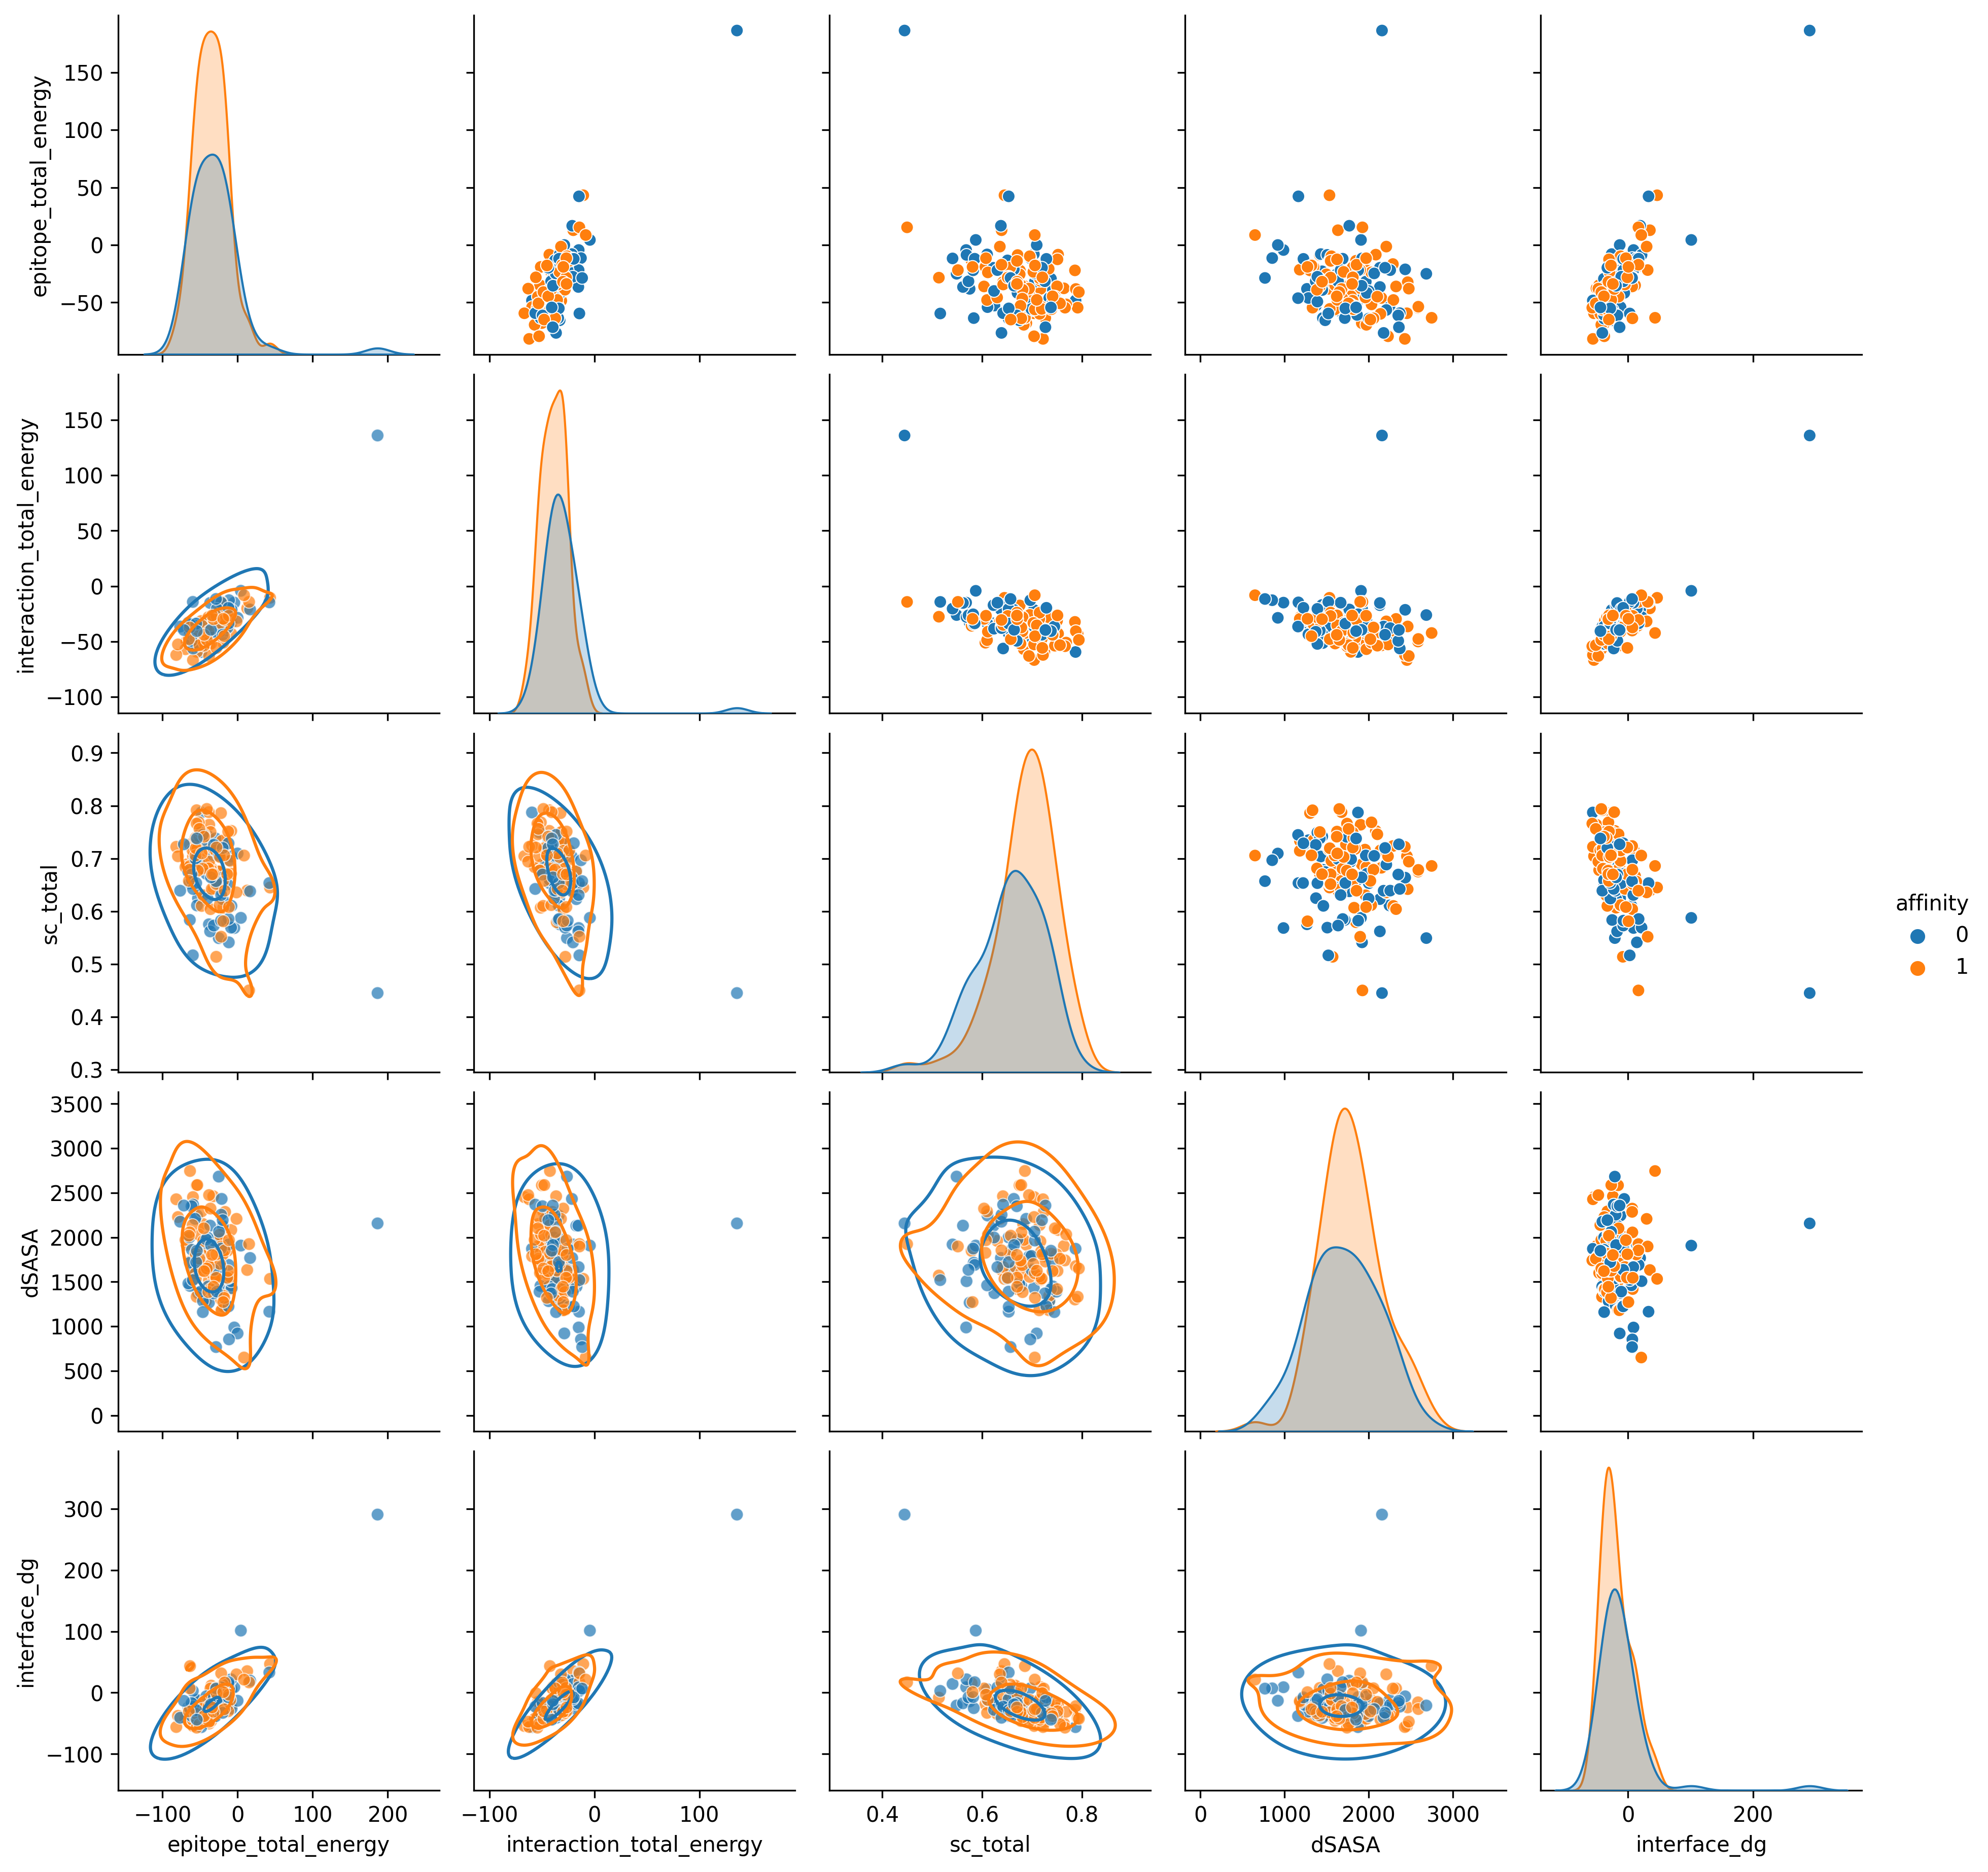 epitope_total_energy
150
100
50
0
−50
interaction_total_energy
150
100
50
0
−50
−100
sc_total
0.9
0.8
0.7
0.6
0.5
0.4
0.3
affinity
0
1
dSASA
3500
3000
2500
2000
1500
1000
500
0
interface_dg
300
200
100
0
−100
−100 0 100 200
−100 0 100
0.4 0.6 0.8
0 1000 2000 3000
0 200
epitope_total_energy
interaction_total_energy
sc_total
dSASA
interface_dg